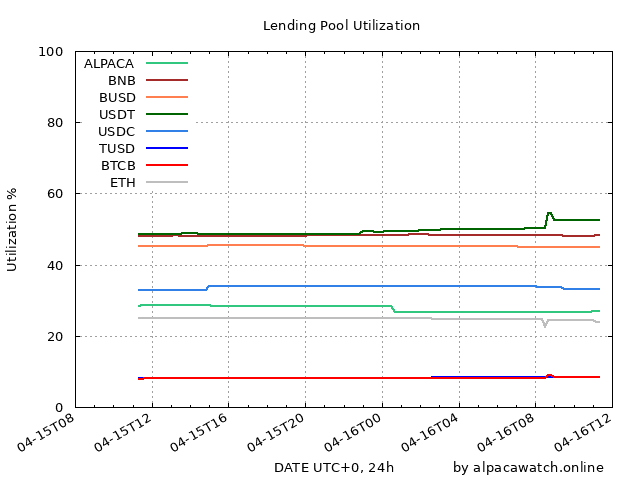 Lending Pool Utilization
100
80
60
40
20
0
Utilization %
ALPACA
BNB
BUSD
USDT
USDC
TUSD
BTCB
ETH
04-15T08
04-15T12
04-15T16
04-15T20
04-16T00
04-16T04
04-16T08
04-16T12
DATE UTC+0, 24h
by alpacawatch.online